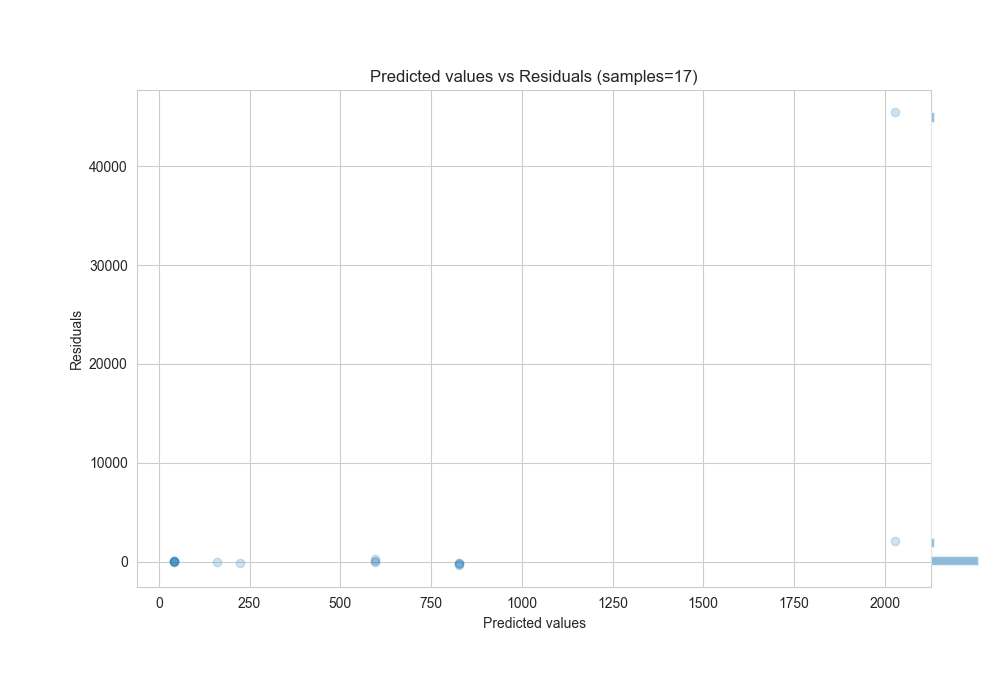 Predicted values vs Residuals (samples=17)
40000
30000
20000
10000
0
Residuals
0 250 500 750 1000 1250 1500 1750 2000
Predicted values